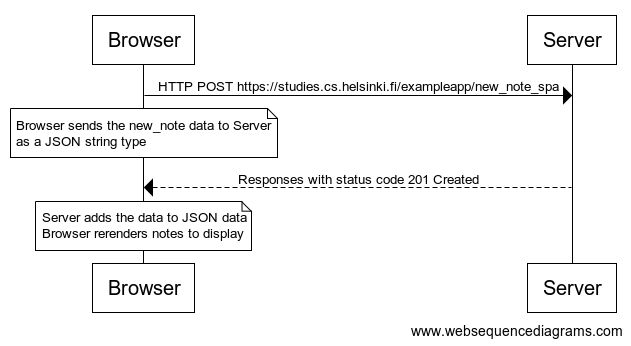 Browser
Server
HTTP POST https://studies.cs.helsinki.fi/exampleapp/new_note_spa
Browser sends the new_note data to Server
as a JSON string type
Responses with status code 201 Created
Server adds the data to JSON data
Browser rerenders notes to display
Browser
Server
www.websequencediagrams.com